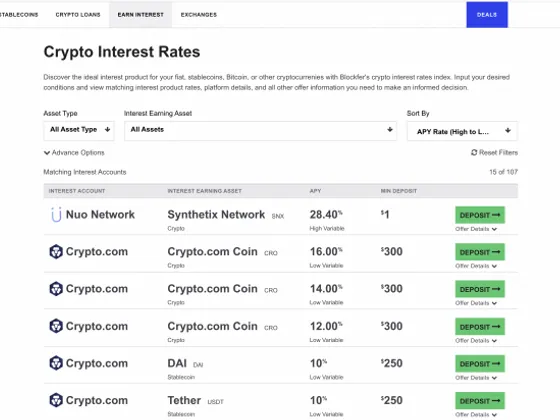 STABLECOINS CRYPTO LOANS EARN INTEREST EXCHANGES DEALS
Crypto Interest Rates
Discover the ideal interest product for your fiat, stablecoins, Bitcoin, or other cryptocurrencies with Blockfer's crypto interest rates index. Input your desired
conditions and view matching interest product rates, platform details, and all other offer information you need to make an informed decision.
Asset Type Interest Earning Asset Sort By
All Asset Type All Assets APY Rate (High to L...
Advance Options Reset Filters
Matching Interest Accounts 15 of 107
INTEREST ACCOUNT INTEREST EARNING ASSET APY MIN DEPOSIT
Nuo Network Synthetix Network SNX 28.40% $1 DEPOSIT
Crypto High Variable Offer Details
Crypto.com Crypto.com Coin CRO 16.00% $300 DEPOSIT
Crypto Low Variable Offer Details
Crypto.com Crypto.com Coin CRO 14.00% $300 DEPOSIT
Crypto Low Variable Offer Details
Crypto.com Crypto.com Coin CRO 12.00% $300 DEPOSIT
Crypto Low Variable Offer Details
Crypto.com DAI DAI 10% $250 DEPOSIT
Stablecoin Low Variable Offer Details
Crypto.com Tether USDT 10% $250 DEPOSIT
Stablecoin Low Variable Offer Details